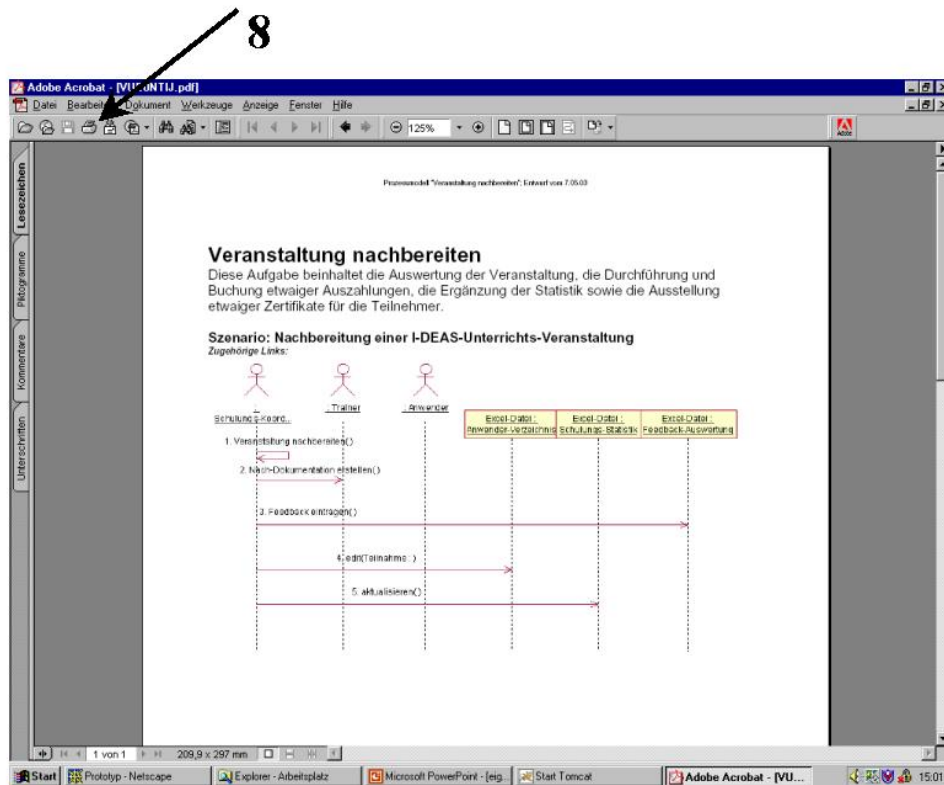 8
Adobe Acrobat - [VU
NTIJ.pdf]
Datei Bearbeite Dokument Werkzeuge Anzeige Fenster Hilfe
125%
Adobe
Lesezeichen
Piktogramme
Kommentare
Unterschriften
Prozessmodell "Veranstaltung nachbereiten"; Entwurf vom 7.05.03
Veranstaltung nachbereiten
Diese Aufgabe beinhaltet die Auswertung der Veranstaltung, die Durchführung und
Buchung etwaiger Auszahlungen, die Ergänzung der Statistik sowie die Ausstellung
etwaiger Zertifikate für die Teilnehmer.
Szenario: Nachbereitung einer I-DEAS-Unterrichts-Veranstaltung
Zugehörige Links:
: Schulungs-Koord...
: Trainer
: Anwender
Excel-Datei : Anwender-Verzeichnis
Excel-Datei : Schulungs-Statistik
Excel-Datei : Feedback-Auswertung
1. Veranstaltung nachbereiten( )
2. Nach-Dokumentation erstellen( )
3. Feedback eintragen( )
4. edit(Teilnahme: )
5. aktualisieren( )
1 von 1 209,9 x 297 mm
Start Prototyp - Netscape Explorer - Arbeitsplatz Microsoft PowerPoint - [eig... Start Tomcat Adobe Acrobat - [VU... 15:01